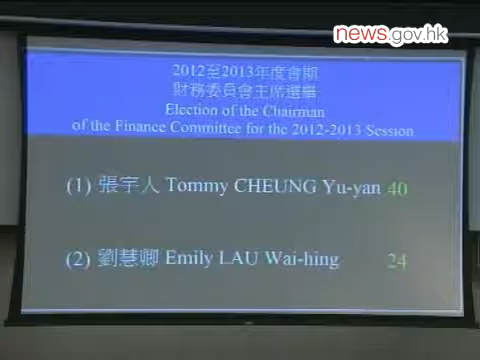 news.gov.hk
2012至2013年度會期
財務委員會主席選舉
Election of the Chairman
of the Finance Committee for the 2012-2013 Session
(1) 張宇人 Tommy CHEUNG Yu-yan 40
(2) 劉慧卿 Emily LAU Wai-hing 24